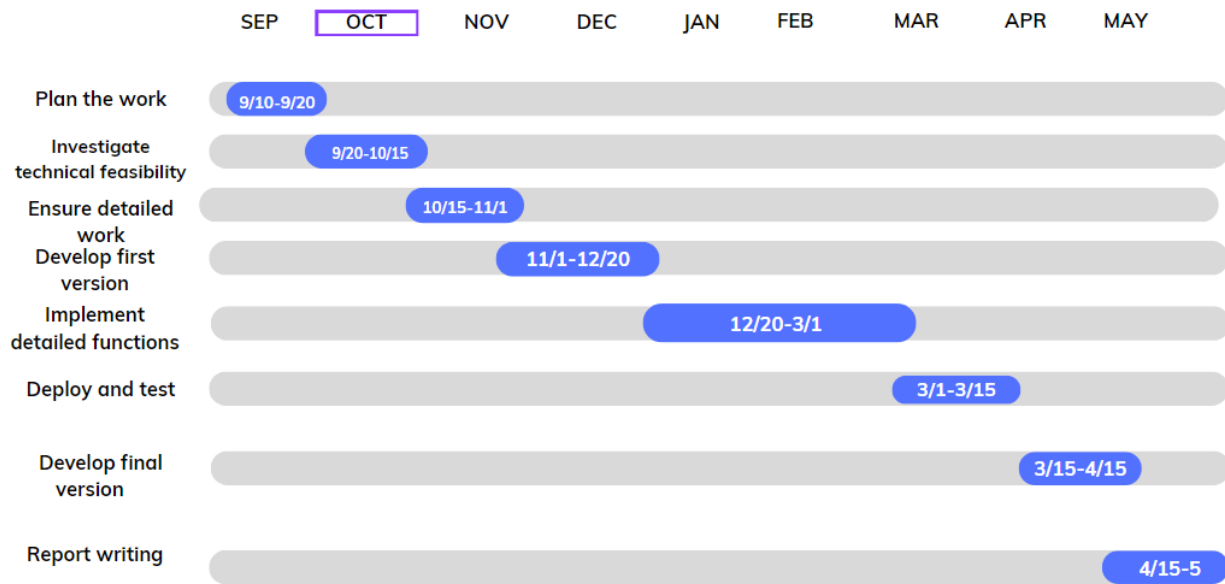 SEP OCT NOV DEC JAN FEB MAR APR MAY
Plan the work
9/10-9/20
Investigate
technical feasibility
9/20-10/15
Ensure detailed
work
10/15-11/1
Develop first
version
11/1-12/20
Implement
detailed functions
12/20-3/1
Deploy and test
3/1-3/15
Develop final
version
3/15-4/15
Report writing
4/15-5